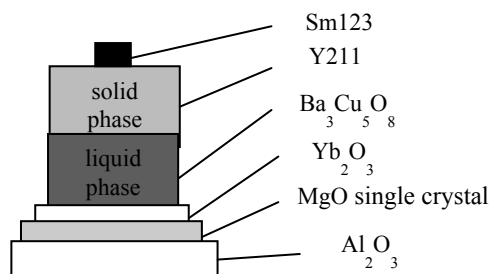 Sm123
Y211
solid
phase
Ba3Cu5O8
liquid
phase
Yb2O3
MgO single crystal
Al2O3